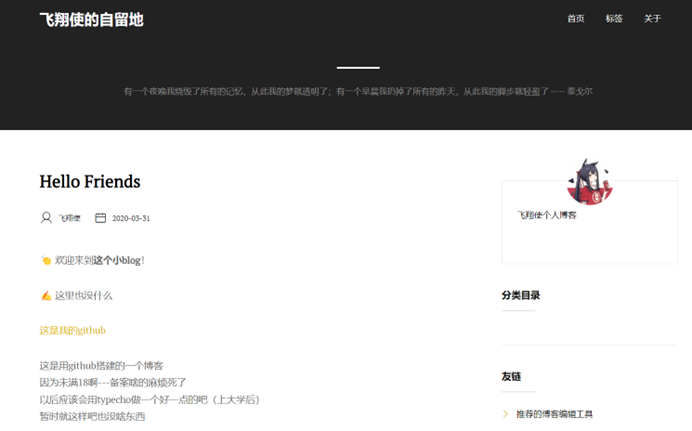 飞翔使的自留地
首页 标签 关于
有一个夜晚我烧毁了所有的记忆，从此我的梦就透明了；有一个早晨我扔掉了所有的昨天，从此我的脚步就轻盈了 —— 泰戈尔
Hello Friends
飞翔使 2020-03-31
👏 欢迎来到这个小blog！
✍ 这里也没什么
这是我的github
这是用github搭建的一个博客
因为未满18啊---备案啥的麻烦死了
以后应该会用typecho做一个好一点的吧（上大学后）
暂时就这样吧也没啥东西
飞翔使个人博客
分类目录
友链
推荐的博客编辑工具